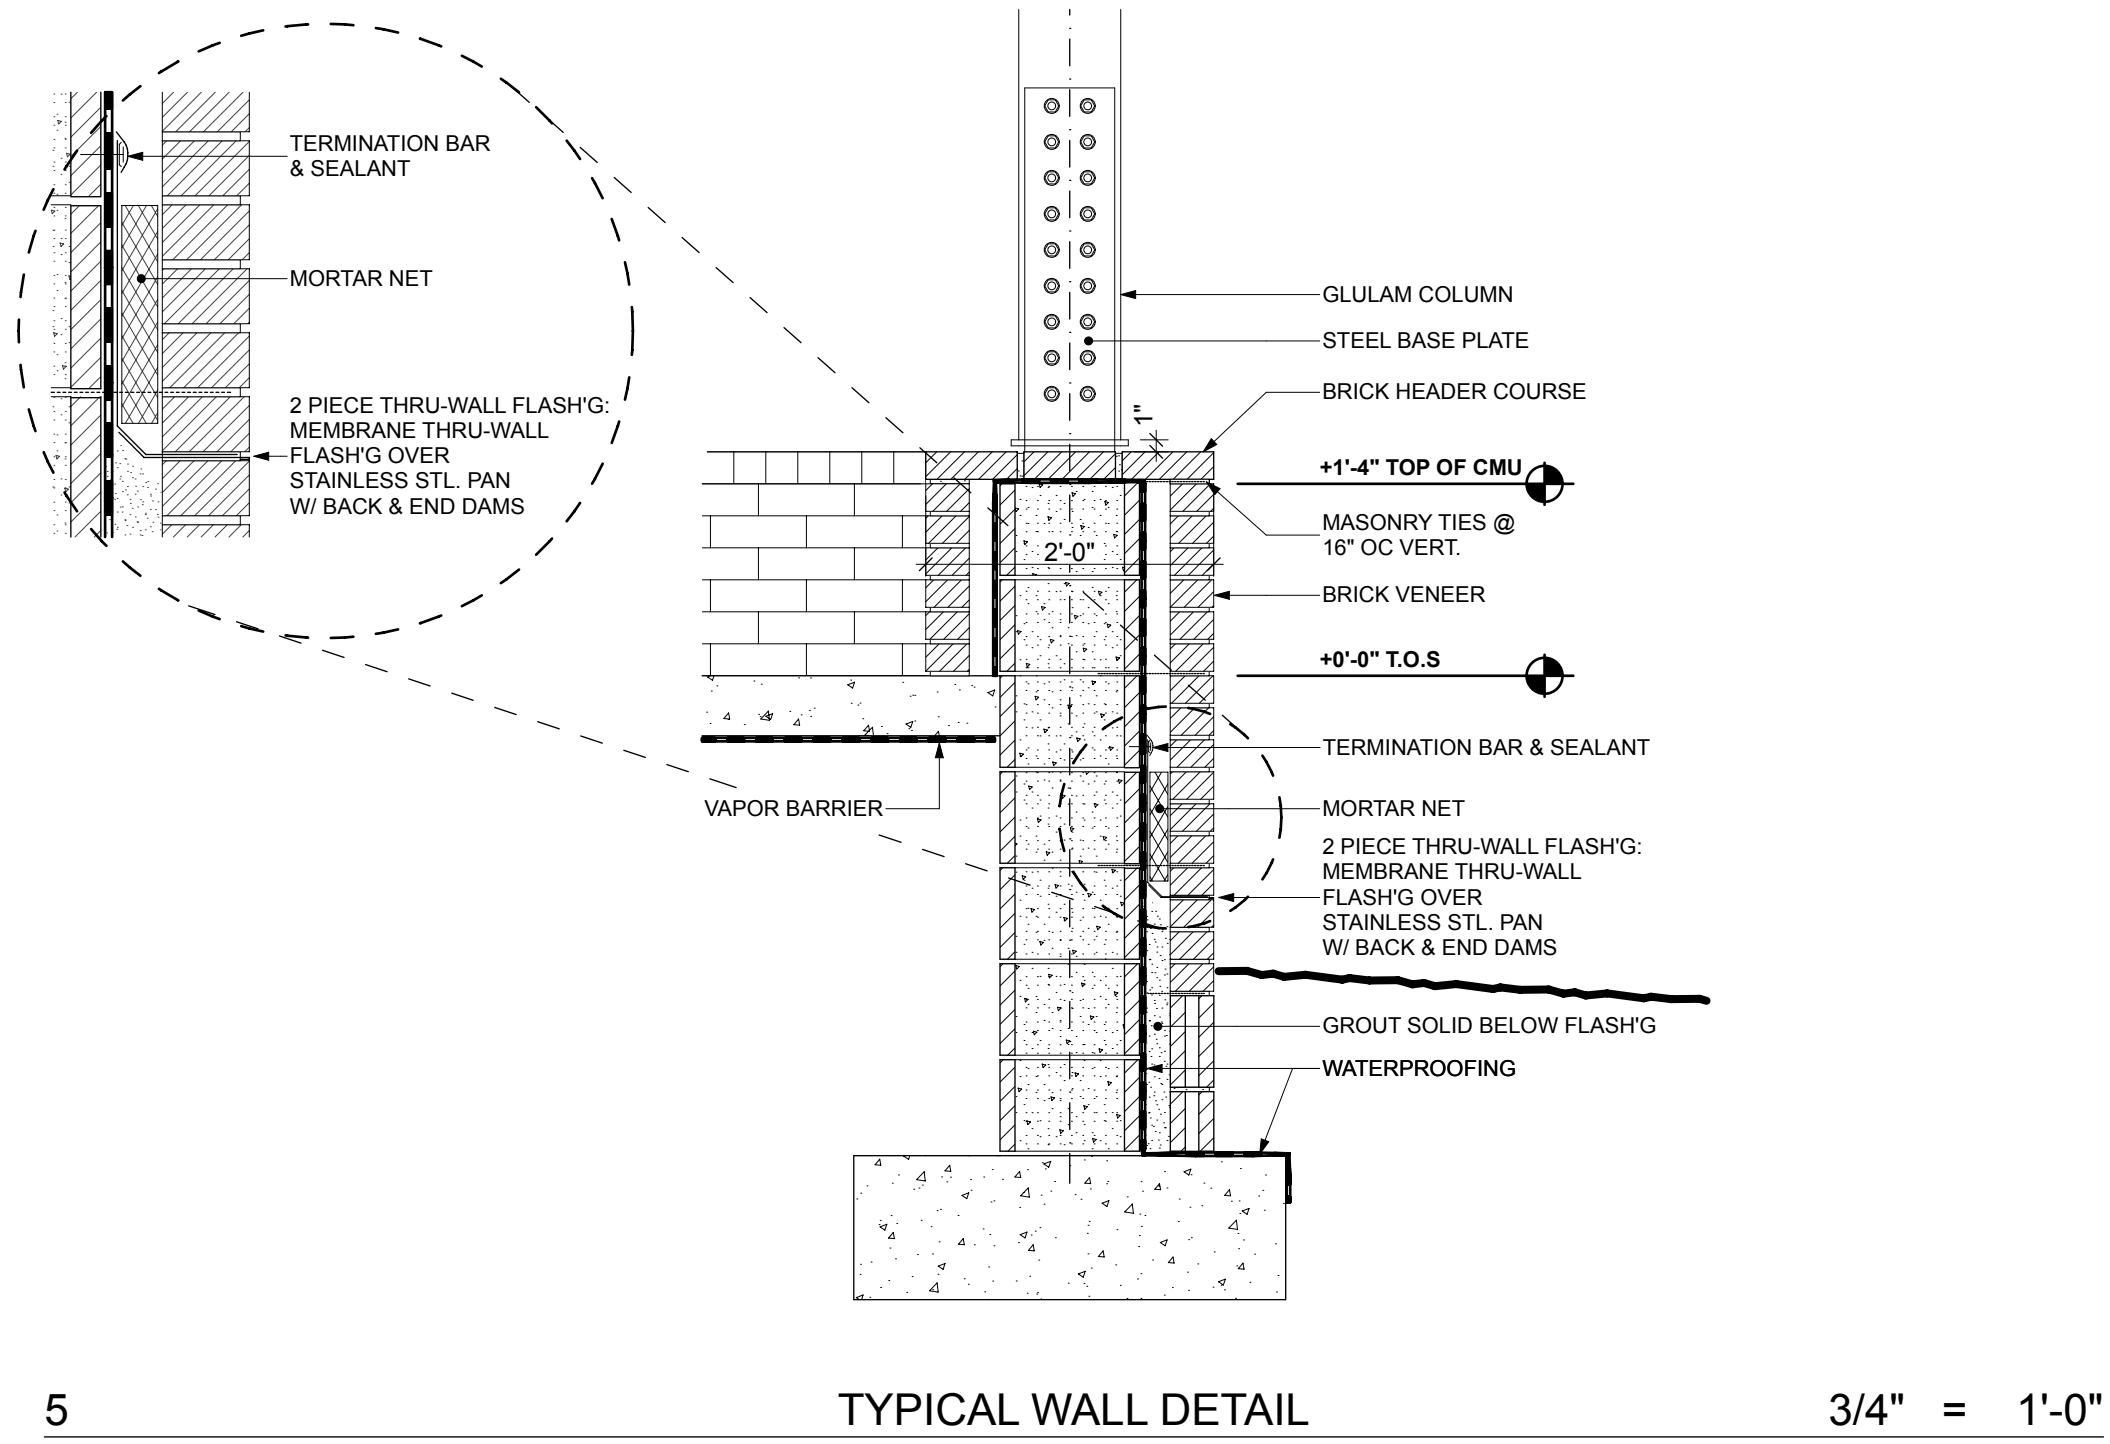 TERMINATION BAR
& SEALANT
MORTAR NET
2 PIECE THRU-WALL FLASH'G:
MEMBRANE THRU-WALL
FLASH'G OVER
STAINLESS STL. PAN
W/ BACK & END DAMS
GLULAM COLUMN
STEEL BASE PLATE
BRICK HEADER COURSE
1"
+1'-4" TOP OF CMU
MASONRY TIES @
16" OC VERT.
2'-0"
BRICK VENEER
+0'-0" T.O.S
TERMINATION BAR & SEALANT
VAPOR BARRIER
MORTAR NET
2 PIECE THRU-WALL FLASH'G:
MEMBRANE THRU-WALL
FLASH'G OVER
STAINLESS STL. PAN
W/ BACK & END DAMS
GROUT SOLID BELOW FLASH'G
WATERPROOFING
5 TYPICAL WALL DETAIL 3/4" = 1'-0"